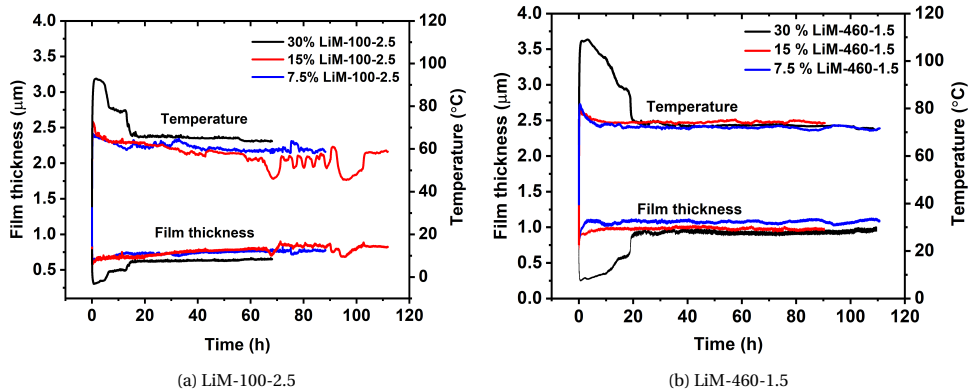 4.0
3.5
3.0
2.5
2.0
1.5
1.0
0.5
Film thickness (μm)
30% LiM-100-2.5
15% LiM-100-2.5
7.5% LiM-100-2.5
Temperature
Film thickness
120
100
80
60
40
20
0
Temperature (°C)
0 20 40 60 80 100 120
Time (h)
(a) LiM-100-2.5
4.0
3.5
3.0
2.5
2.0
1.5
1.0
0.5
0.0
Film thickness (μm)
30 % LiM-460-1.5
15 % LiM-460-1.5
7.5 % LiM-460-1.5
Temperature
Film thickness
120
100
80
60
40
20
0
Temperature (°C)
0 20 40 60 80 100 120
Time (h)
(b) LiM-460-1.5